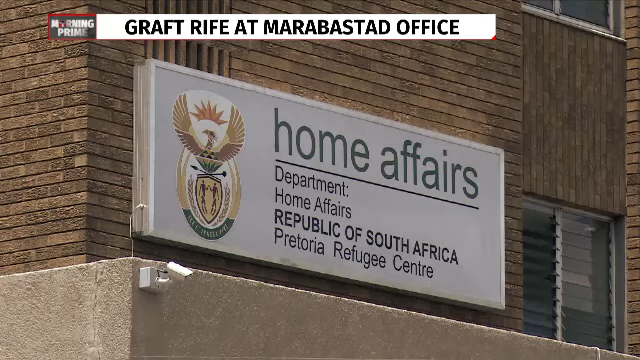 MORNING
PRIME
GRAFT RIFE AT MARABASTAD OFFICE
home affairs
Department:
Home Affairs
REPUBLIC OF SOUTH AFRICA
Pretoria Refugee Centre